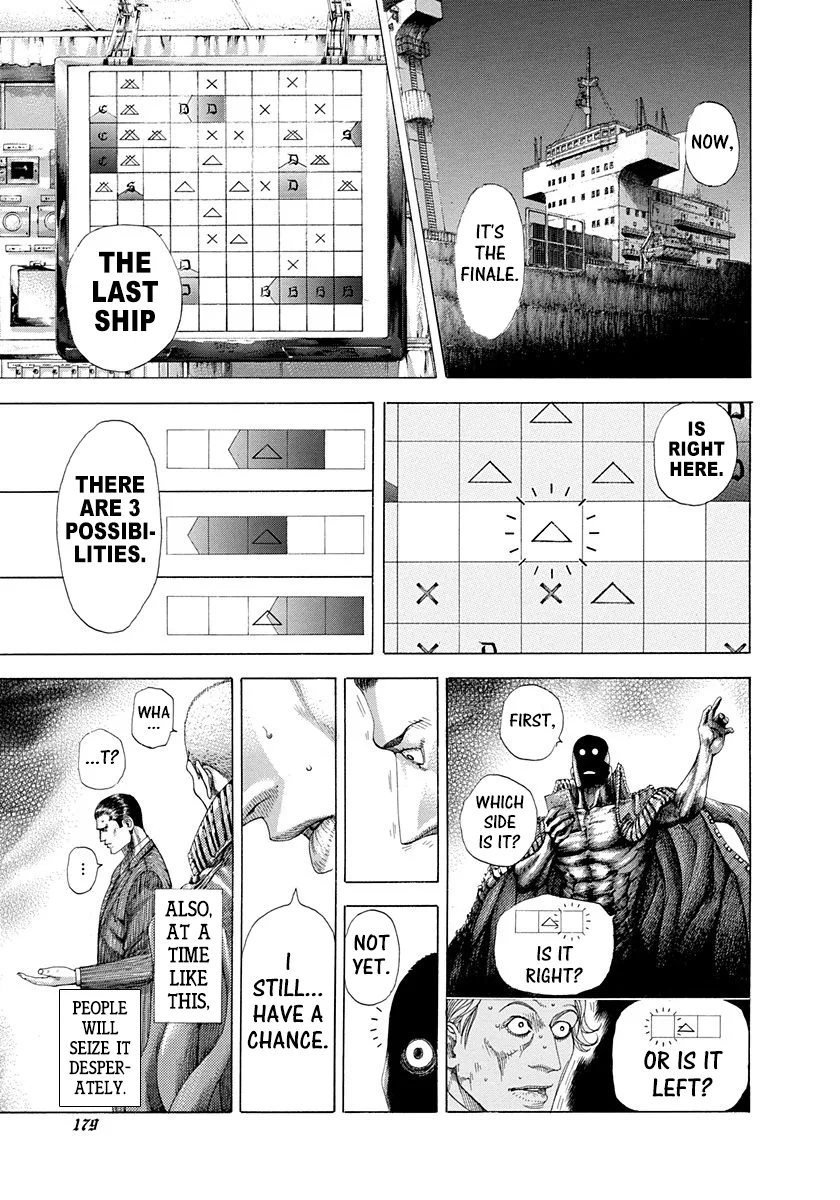 NOW,
IT'S
THE
FINALE.
THE
LAST
SHIP
C
D D
C
S
C
D
S
D
D
B B B B
IS
RIGHT
HERE.
D
D
D
THERE
ARE 3
POSSIBI-
LITIES.
FIRST,
WHICH
SIDE
IS IT?
IS IT
RIGHT?
OR IS IT
LEFT?
NOT
YET.
I
STILL...
HAVE A
CHANCE.
WHA
...
...T?
...
ALSO,
AT A
TIME
LIKE
THIS,
PEOPLE
WILL
SEIZE IT
DESPER-
ATELY.
179